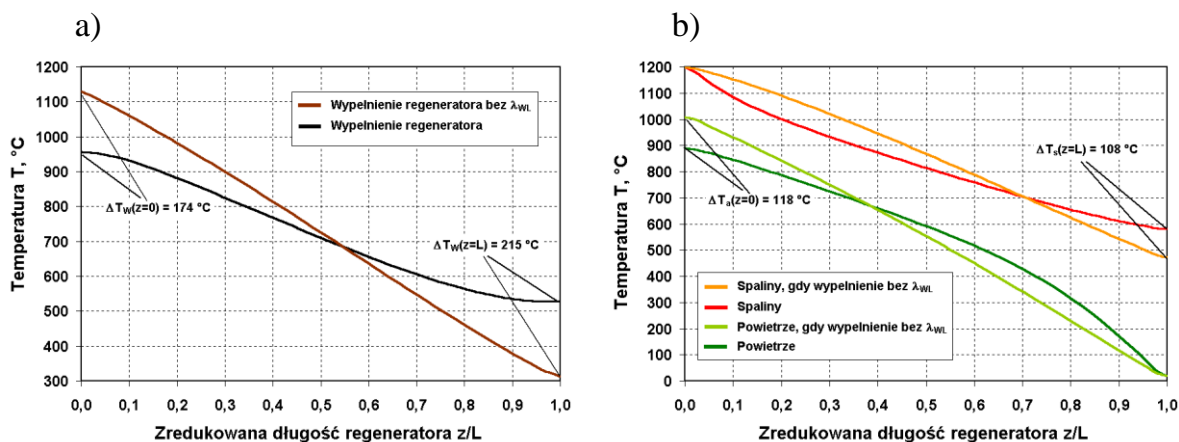 a)
1200
1100
1000
900
800
700
600
500
400
300
Temperatura T, °C
Wypełnienie regeneratora bez λWL
Wypełnienie regeneratora
ΔTW(z=0) = 174 °C
ΔTW(z=L) = 215 °C
0,0 0,1 0,2 0,3 0,4 0,5 0,6 0,7 0,8 0,9 1,0
Zredukowana długość regeneratora z/L
b)
1200
1100
1000
900
800
700
600
500
400
300
200
100
0
Temperatura T, °C
ΔTs(z=L) = 108 °C
ΔTa(z=0) = 118 °C
Spaliny, gdy wypełnienie bez λWL
Spaliny
Powietrze, gdy wypełnienie bez λWL
Powietrze
0,0 0,1 0,2 0,3 0,4 0,5 0,6 0,7 0,8 0,9 1,0
Zredukowana długość regeneratora z/L